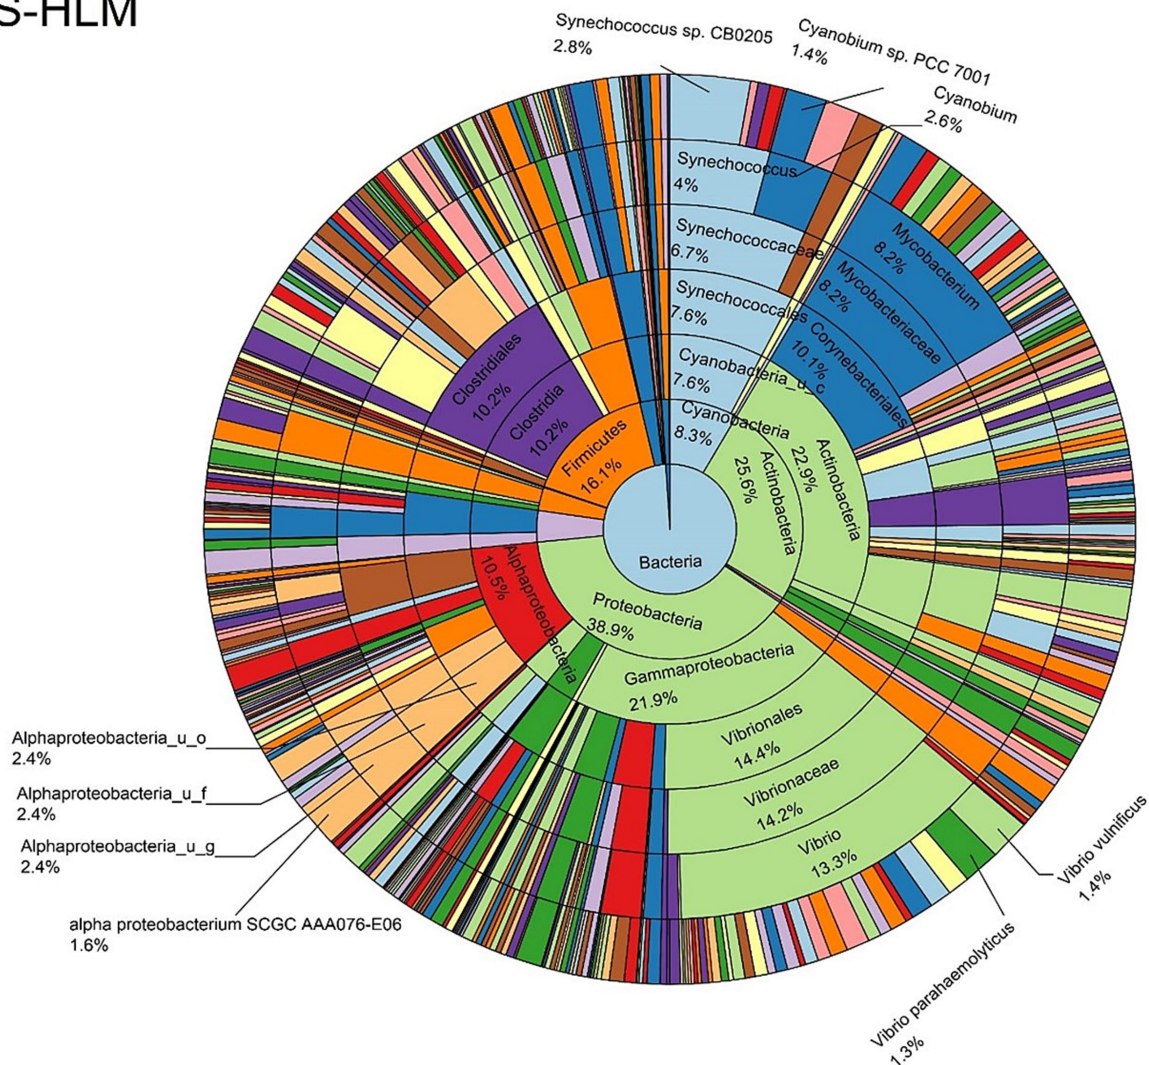 S-HLM
Synechococcus sp. CB0205
2.8%
Cyanobium sp. PCC 7001
1.4%
Cyanobium
2.6%
Synechococcus
4%
Synechococcaceae
6.7%
Synechococcales
7.6%
Cyanobacteria_u_c
7.6%
Cyanobacteria
8.3%
Mycobacterium
8.2%
Mycobacteriaceae
8.2%
Corynebacteriales
10.1%
Actinobacteria
22.9%
Actinobacteria
25.6%
Clostridiales
10.2%
Clostridia
10.2%
Firmicutes
16.1%
Bacteria
Alphaproteobacteria
10.5%
Proteobacteria
38.9%
Gammaproteobacteria
21.9%
Vibrionales
14.4%
Vibrionaceae
14.2%
Vibrio
13.3%
Alphaproteobacteria_u_o
2.4%
Alphaproteobacteria_u_f
2.4%
Alphaproteobacteria_u_g
2.4%
alpha proteobacterium SCGC AAA076-E06
1.6%
Vibrio vulnificus
1.4%
Vibrio parahaemolyticus
1.3%